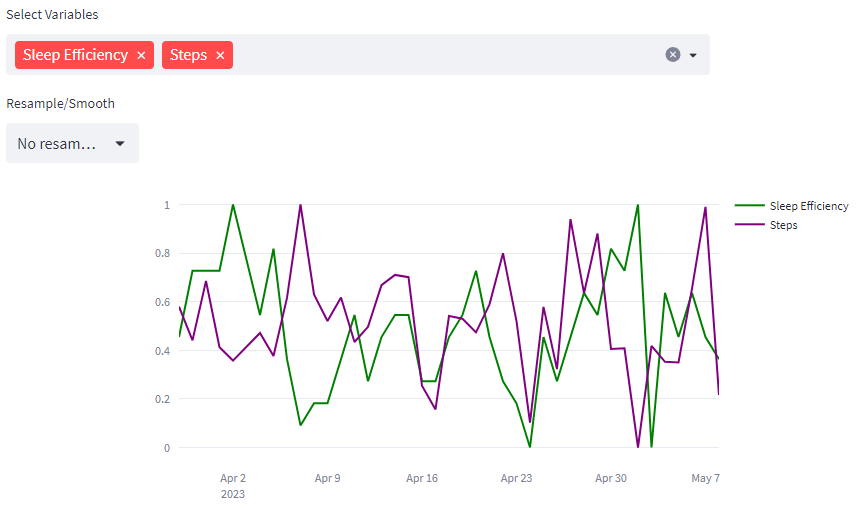 Select Variables
Sleep Efficiency ×
Steps ×
Resample/Smooth
No resam...
1
0.8
0.6
0.4
0.2
0
Apr 2
2023
Apr 9
Apr 16
Apr 23
Apr 30
May 7
Sleep Efficiency
Steps